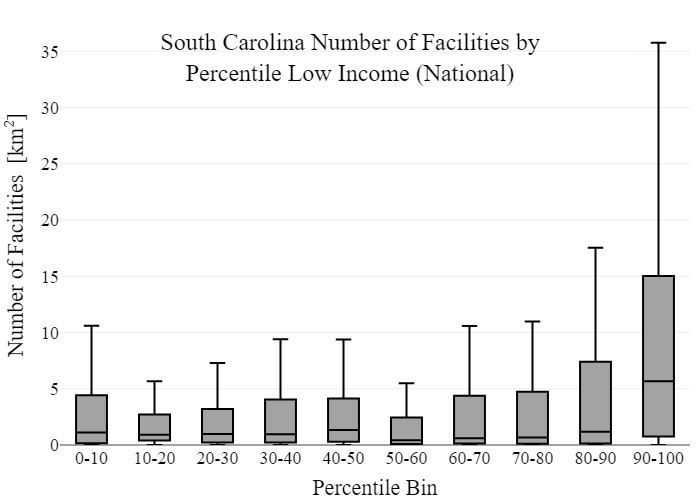 South Carolina Number of Facilities by
Percentile Low Income (National)
Number of Facilities [km²]
35
30
25
20
15
10
5
0
0-10 10-20 20-30 30-40 40-50 50-60 60-70 70-80 80-90 90-100
Percentile Bin